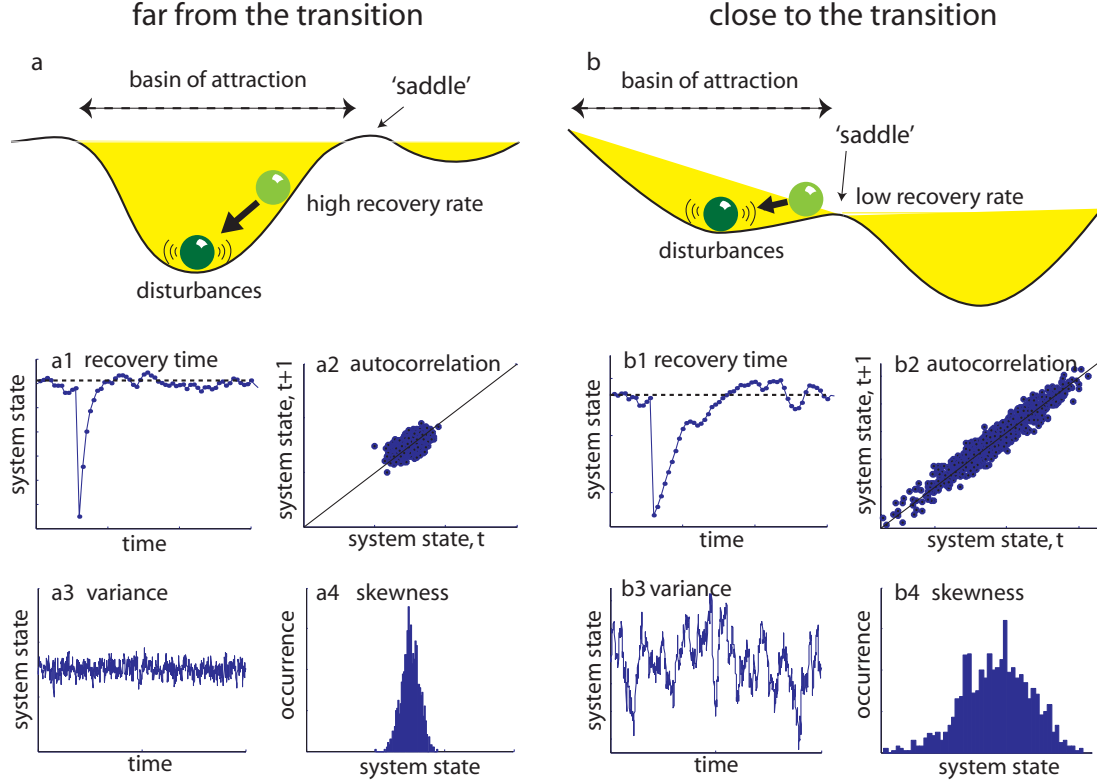 far from the transition
close to the transition
a
basin of attraction
'saddle'
high recovery rate
disturbances
b
basin of attraction
'saddle'
low recovery rate
disturbances
a1 recovery time
system state
time
a2 autocorrelation
system state, t+1
system state, t
b1 recovery time
system state
time
b2 autocorrelation
system state, t+1
system state, t
a3 variance
system state
time
a4 skewness
occurrence
system state
b3 variance
system state
time
b4 skewness
occurrence
system state